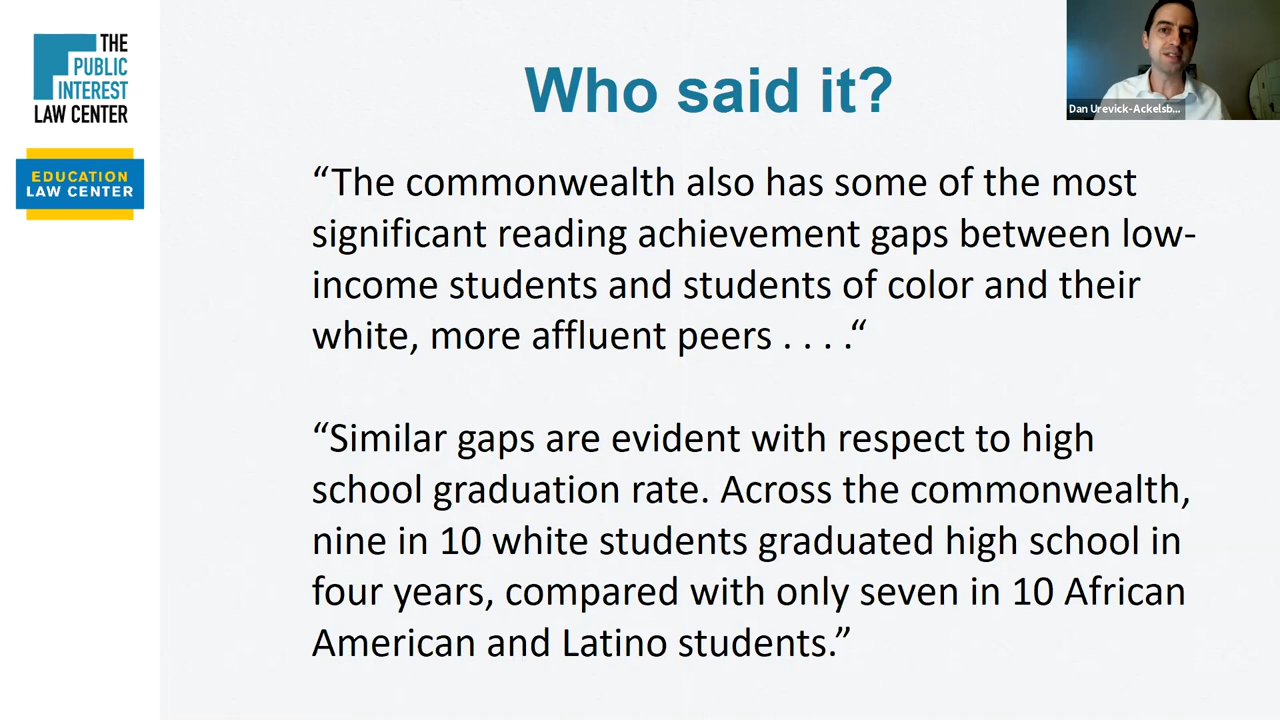 THE
PUBLIC
INTEREST
LAW CENTER
EDUCATION
LAW CENTER
Who said it?
Dan Urevick-Ackelsb...
“The commonwealth also has some of the most
significant reading achievement gaps between low-
income students and students of color and their
white, more affluent peers . . . .“
“Similar gaps are evident with respect to high
school graduation rate. Across the commonwealth,
nine in 10 white students graduated high school in
four years, compared with only seven in 10 African
American and Latino students.”